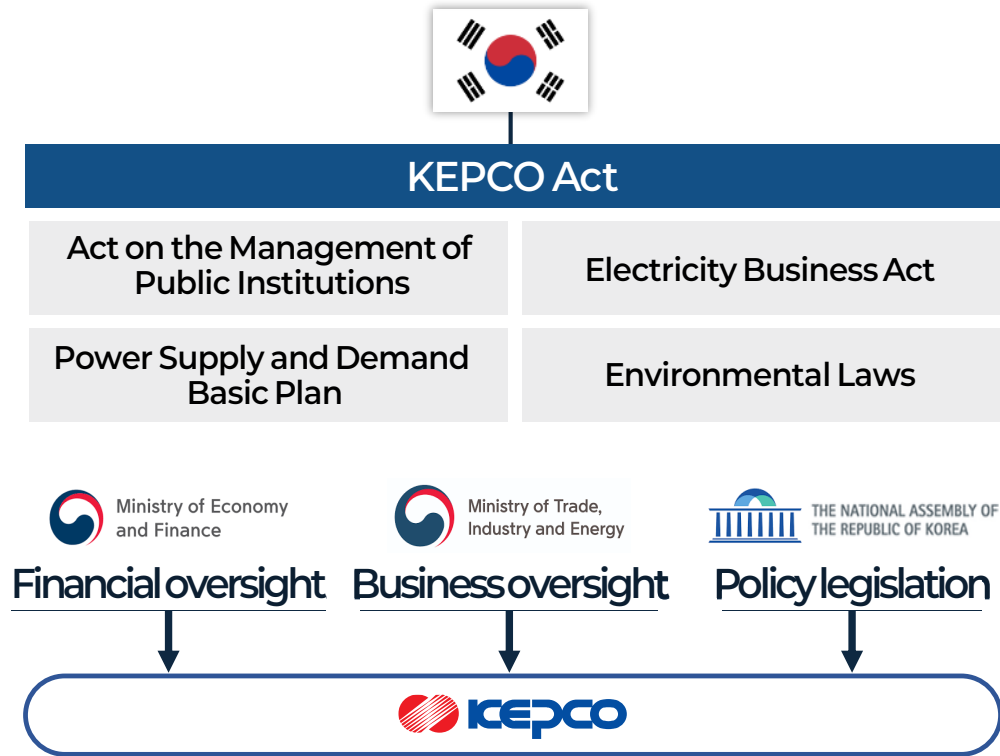 KEPCO Act
Act on the Management of
Public Institutions
Electricity Business Act
Power Supply and Demand
Basic Plan
Environmental Laws
Ministry of Economy
and Finance
Ministry of Trade,
Industry and Energy
THE NATIONAL ASSEMBLY OF
THE REPUBLIC OF KOREA
Financial oversight
Business oversight
Policy legislation
KEPCO